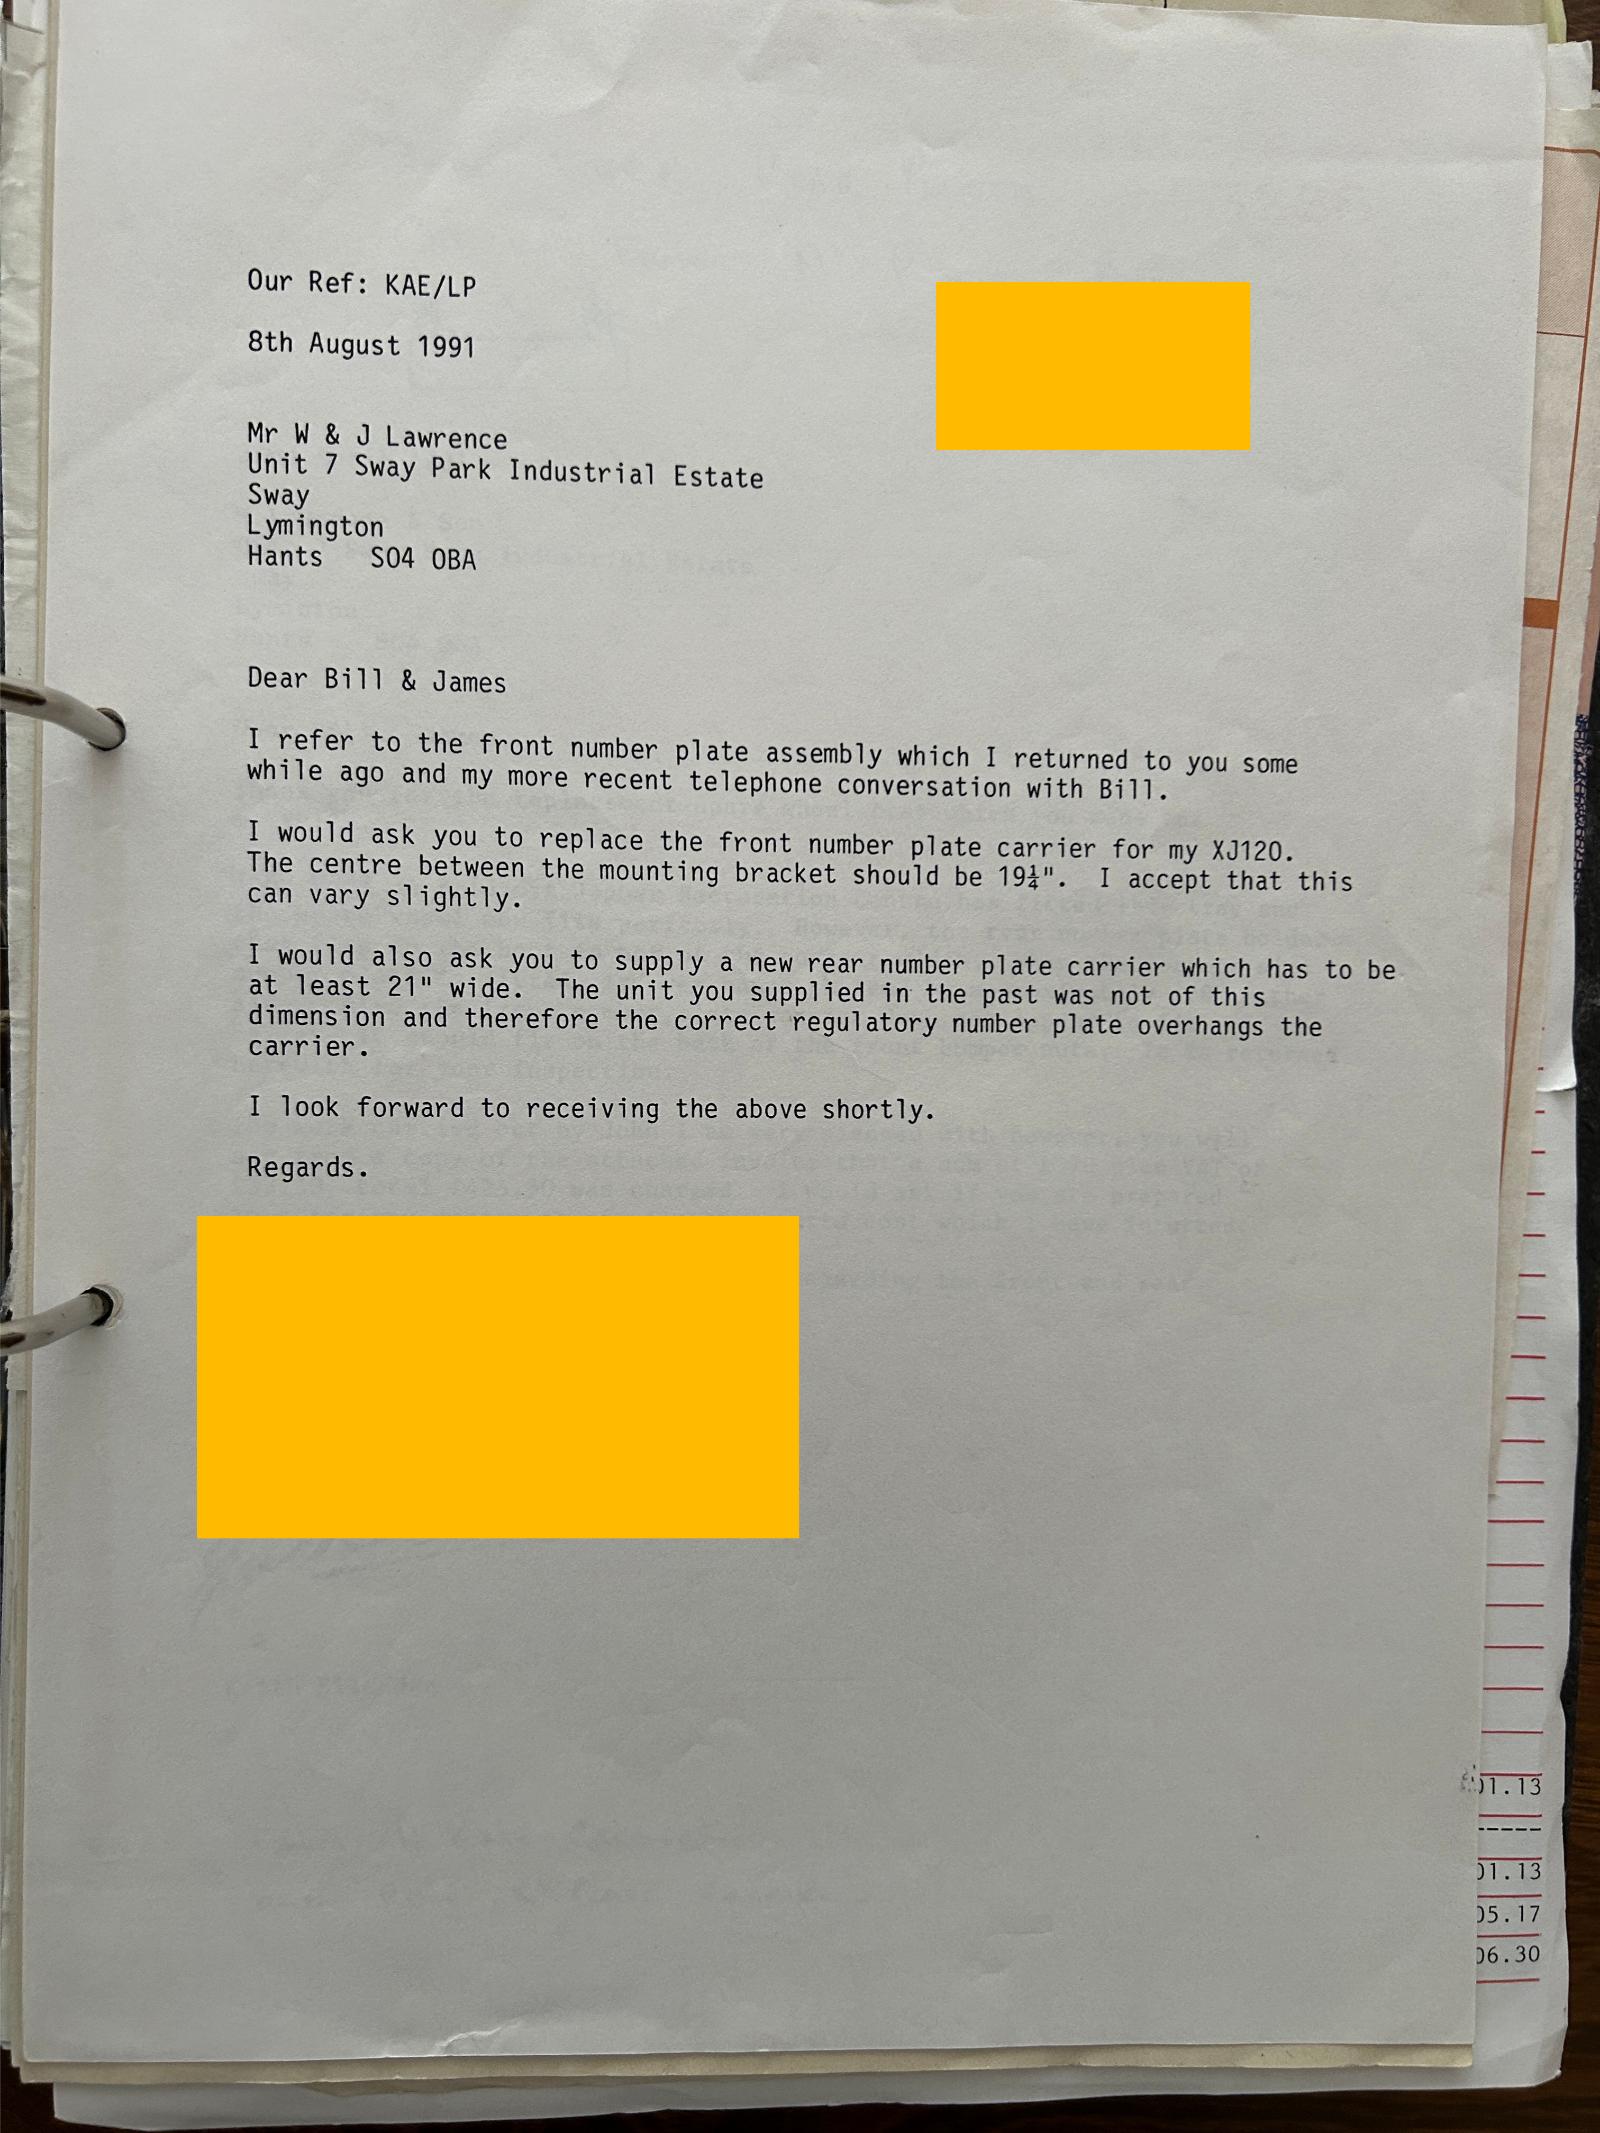 Our Ref: KAE/LP
8th August 1991
Mr W & J Lawrence
Unit 7 Sway Park Industrial Estate
Sway
Lymington
Hants   SO4 OBA
Dear Bill & James
I refer to the front number plate assembly which I returned to you some
while ago and my more recent telephone conversation with Bill.
I would ask you to replace the front number plate carrier for my XJ120.
The centre between the mounting bracket should be 19¼".  I accept that this
can vary slightly.
I would also ask you to supply a new rear number plate carrier which has to be
at least 21" wide.  The unit you supplied in the past was not of this
dimension and therefore the correct regulatory number plate overhangs the
carrier.
I look forward to receiving the above shortly.
Regards.
01.13
-----
01.13
05.17
06.30